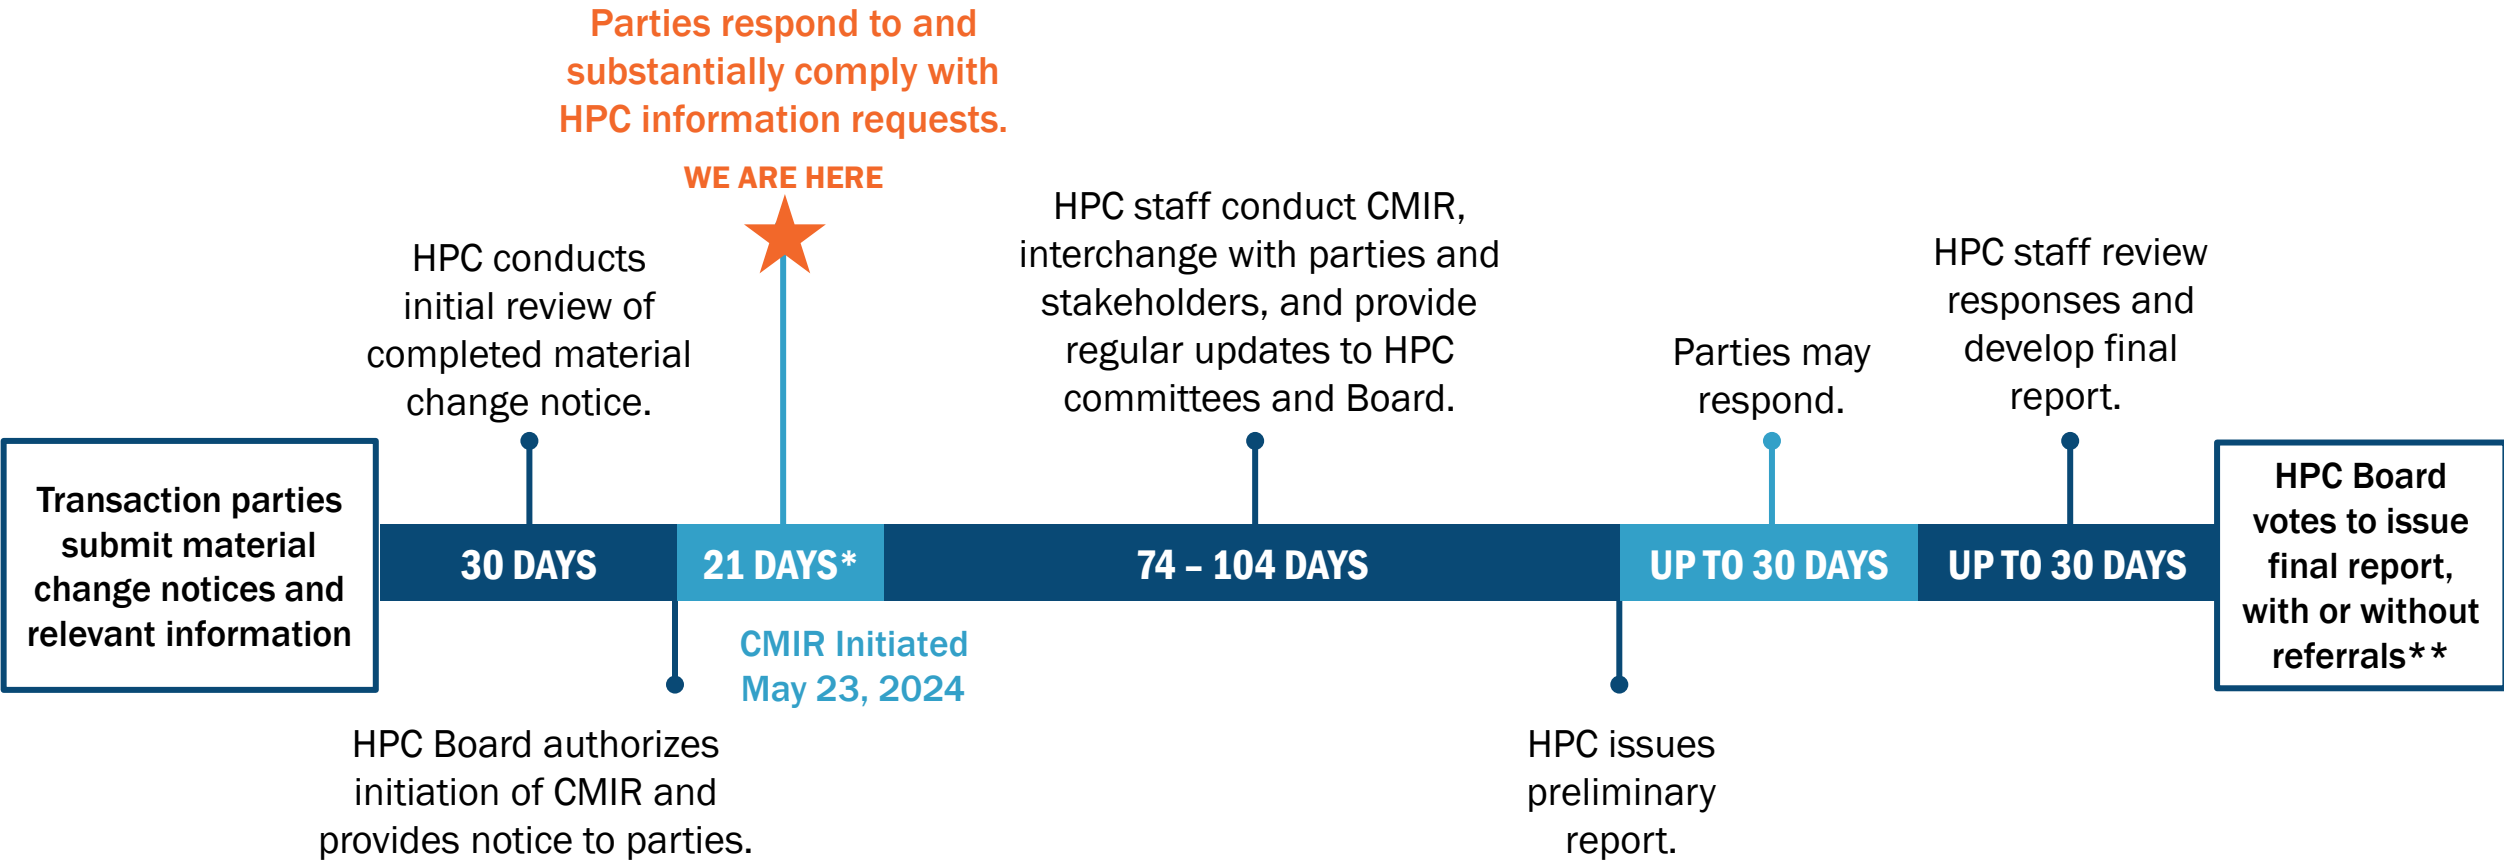 Parties respond to and
substantially comply with
HPC information requests.
WE ARE HERE
HPC conducts
initial review of
completed material
change notice.
HPC staff conduct CMIR,
interchange with parties and
stakeholders, and provide
regular updates to HPC
committees and Board.
Parties may
respond.
HPC staff review
responses and
develop final
report.
Transaction parties
submit material
change notices and
relevant information
30 DAYS
21 DAYS*
74 – 104 DAYS
UP TO 30 DAYS
UP TO 30 DAYS
HPC Board
votes to issue
final report,
with or without
referrals**
CMIR Initiated
May 23, 2024
HPC Board authorizes
initiation of CMIR and
provides notice to parties.
HPC issues
preliminary
report.